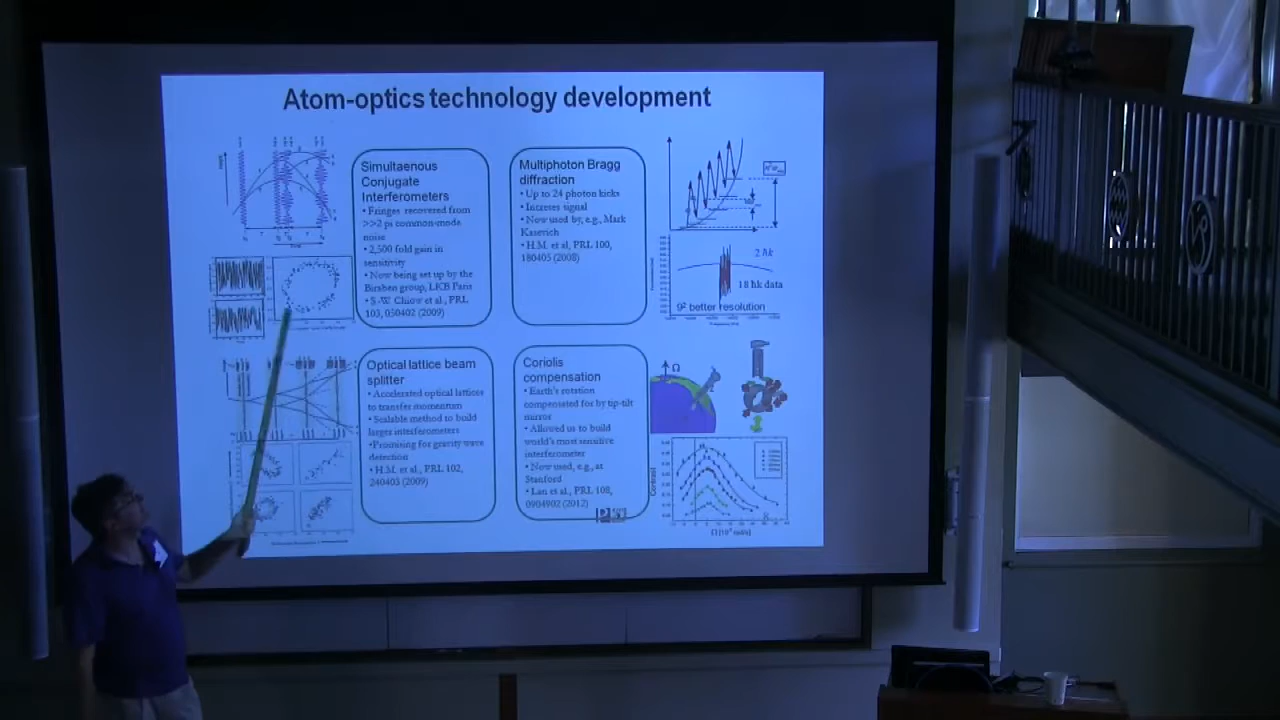 Atom-optics technology development
Simultaenous
Conjugate
Interferometers
• Fringes recovered from
>>2 pi common-mode
noise
• 2,500 fold gain in
sensitivity
• Now being set up by the
Biraben group, LKB Paris
• S.-W. Chiow et al., PRL
103, 050402 (2009)
Multiphoton Bragg
diffraction
• Up to 24 photon kicks
• Increses signal
• Now used by, e.g., Mark
Kasevich
• H.M. et al, PRL 100,
180405 (2008)
2 ħk
18 ħk data
9² better resolution
Optical lattice beam
splitter
• Accelerated optical lattices
to transfer momentum
• Scalable method to build
larger interferometers
• Promising for gravity wave
detection
• H.M. et al., PRL 102,
240403 (2009)
Coriolis
compensation
• Earth's rotation
compensated for by tip-tilt
mirror
• Allowed us to build
world's most sensitive
interferometer
• Now used, e.g., at
Stanford
• Lan et al., PRL 108,
0904902 (2012)
Ω
Contrast